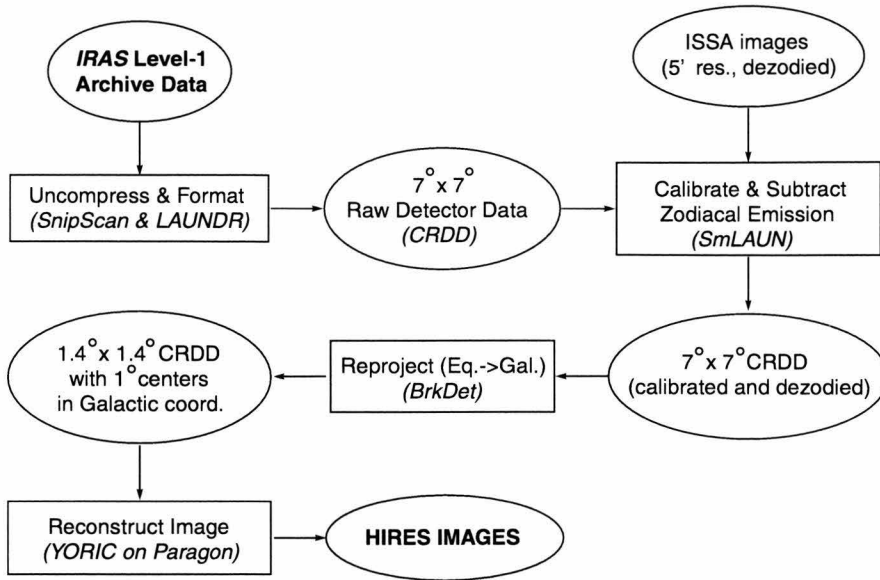 IRAS Level-1
Archive Data
ISSA images
(5' res., dezodied)
Uncompress & Format
(SnipScan & LAUNDR)
7° x 7°
Raw Detector Data
(CRDD)
Calibrate & Subtract
Zodiacal Emission
(SmLAUN)
1.4° x 1.4° CRDD
with 1° centers
in Galactic coord.
Reproject (Eq.->Gal.)
(BrkDet)
7° x 7° CRDD
(calibrated and dezodied)
Reconstruct Image
(YORIC on Paragon)
HIRES IMAGES